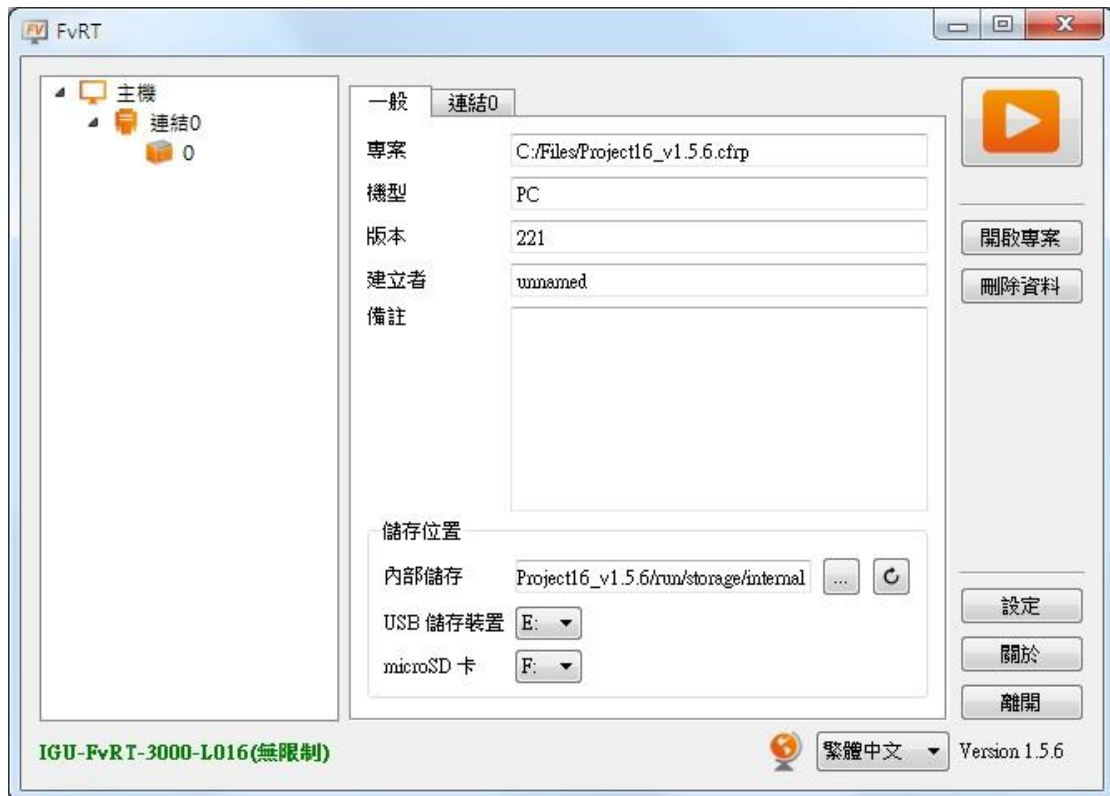 FV FvRT
主機
連結0
0
一般 連結0
專案 C:/Files/Project16_v1.5.6.cfrp
機型 PC
版本 221
建立者 unnamed
備註
儲存位置
內部儲存 Project16_v1.5.6/run/storage/internal ...
USB 儲存裝置 E:
microSD 卡 F:
開啟專案
刪除資料
設定
關於
離開
IGU-FvRT-3000-L016(無限制)
繁體中文 Version 1.5.6